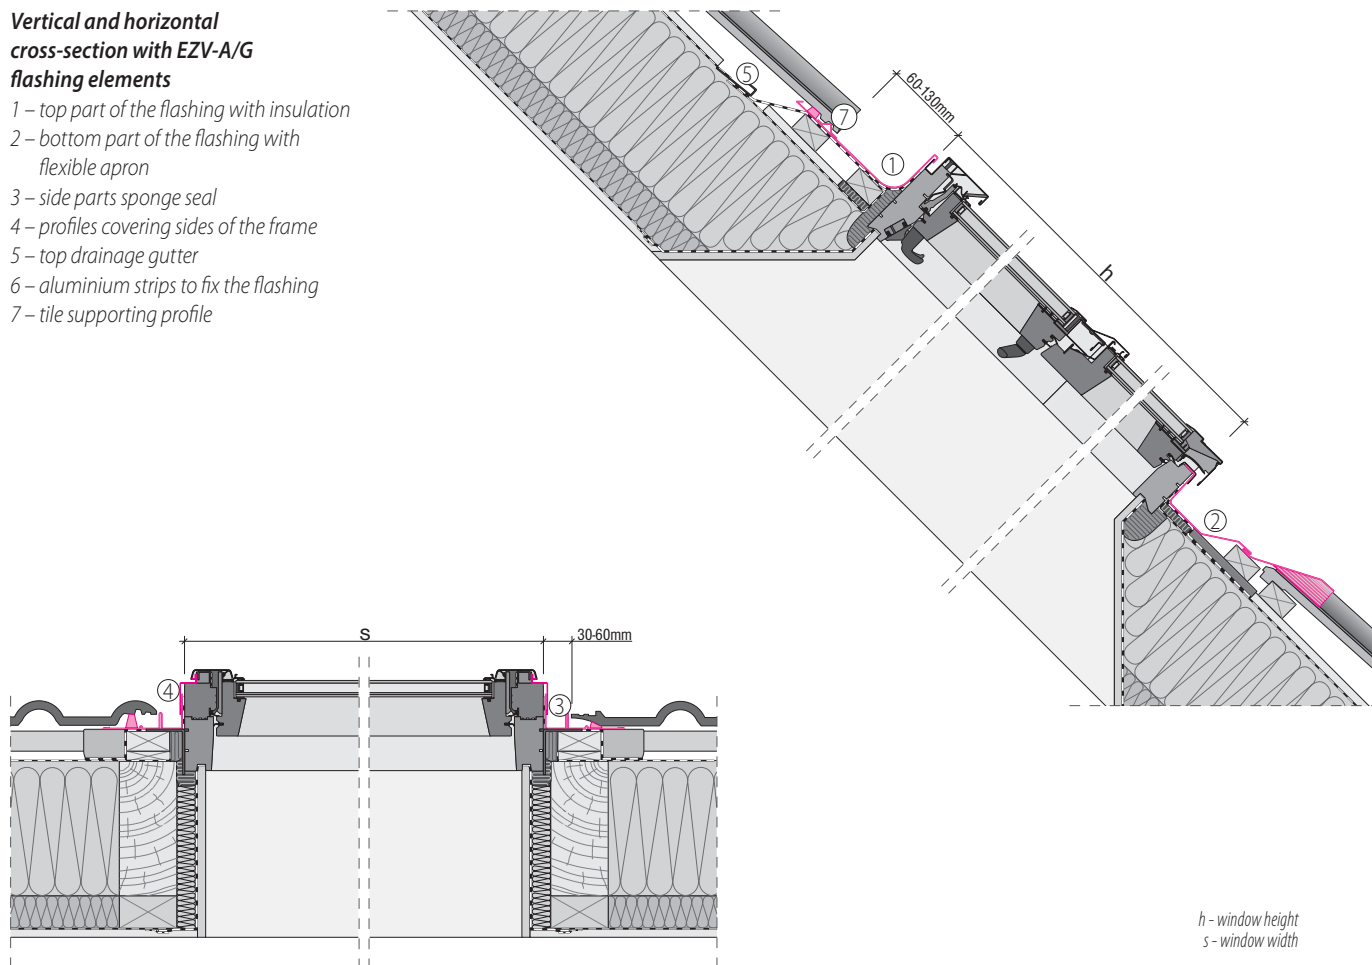 Vertical and horizontal
cross-section with EZV-A/G
flashing elements
1 – top part of the flashing with insulation
2 – bottom part of the flashing with
flexible apron
3 – side parts sponge seal
4 – profiles covering sides of the frame
5 – top drainage gutter
6 – aluminium strips to fix the flashing
7 – tile supporting profile
5
7
1
60-130mm
h
2
s
30-60mm
4
3
h - window height
s - window width